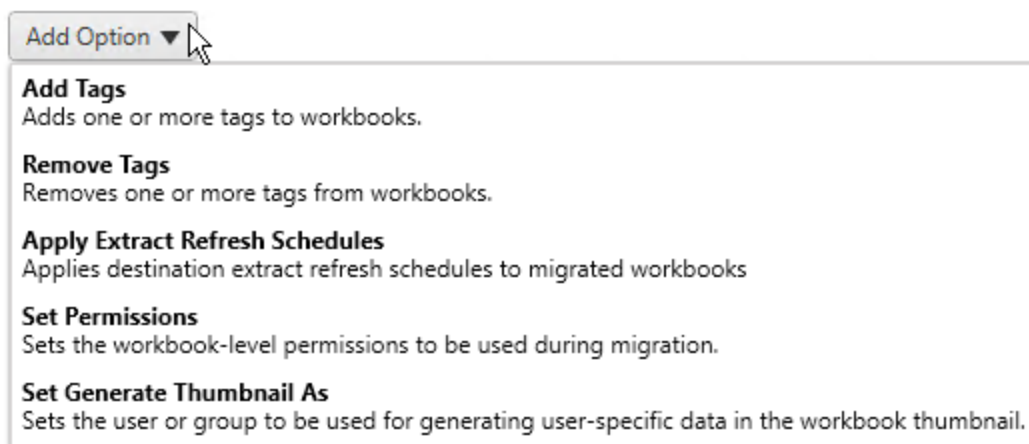 Add Option ▼
Add Tags
Adds one or more tags to workbooks.
Remove Tags
Removes one or more tags from workbooks.
Apply Extract Refresh Schedules
Applies destination extract refresh schedules to migrated workbooks
Set Permissions
Sets the workbook-level permissions to be used during migration.
Set Generate Thumbnail As
Sets the user or group to be used for generating user-specific data in the workbook thumbnail.